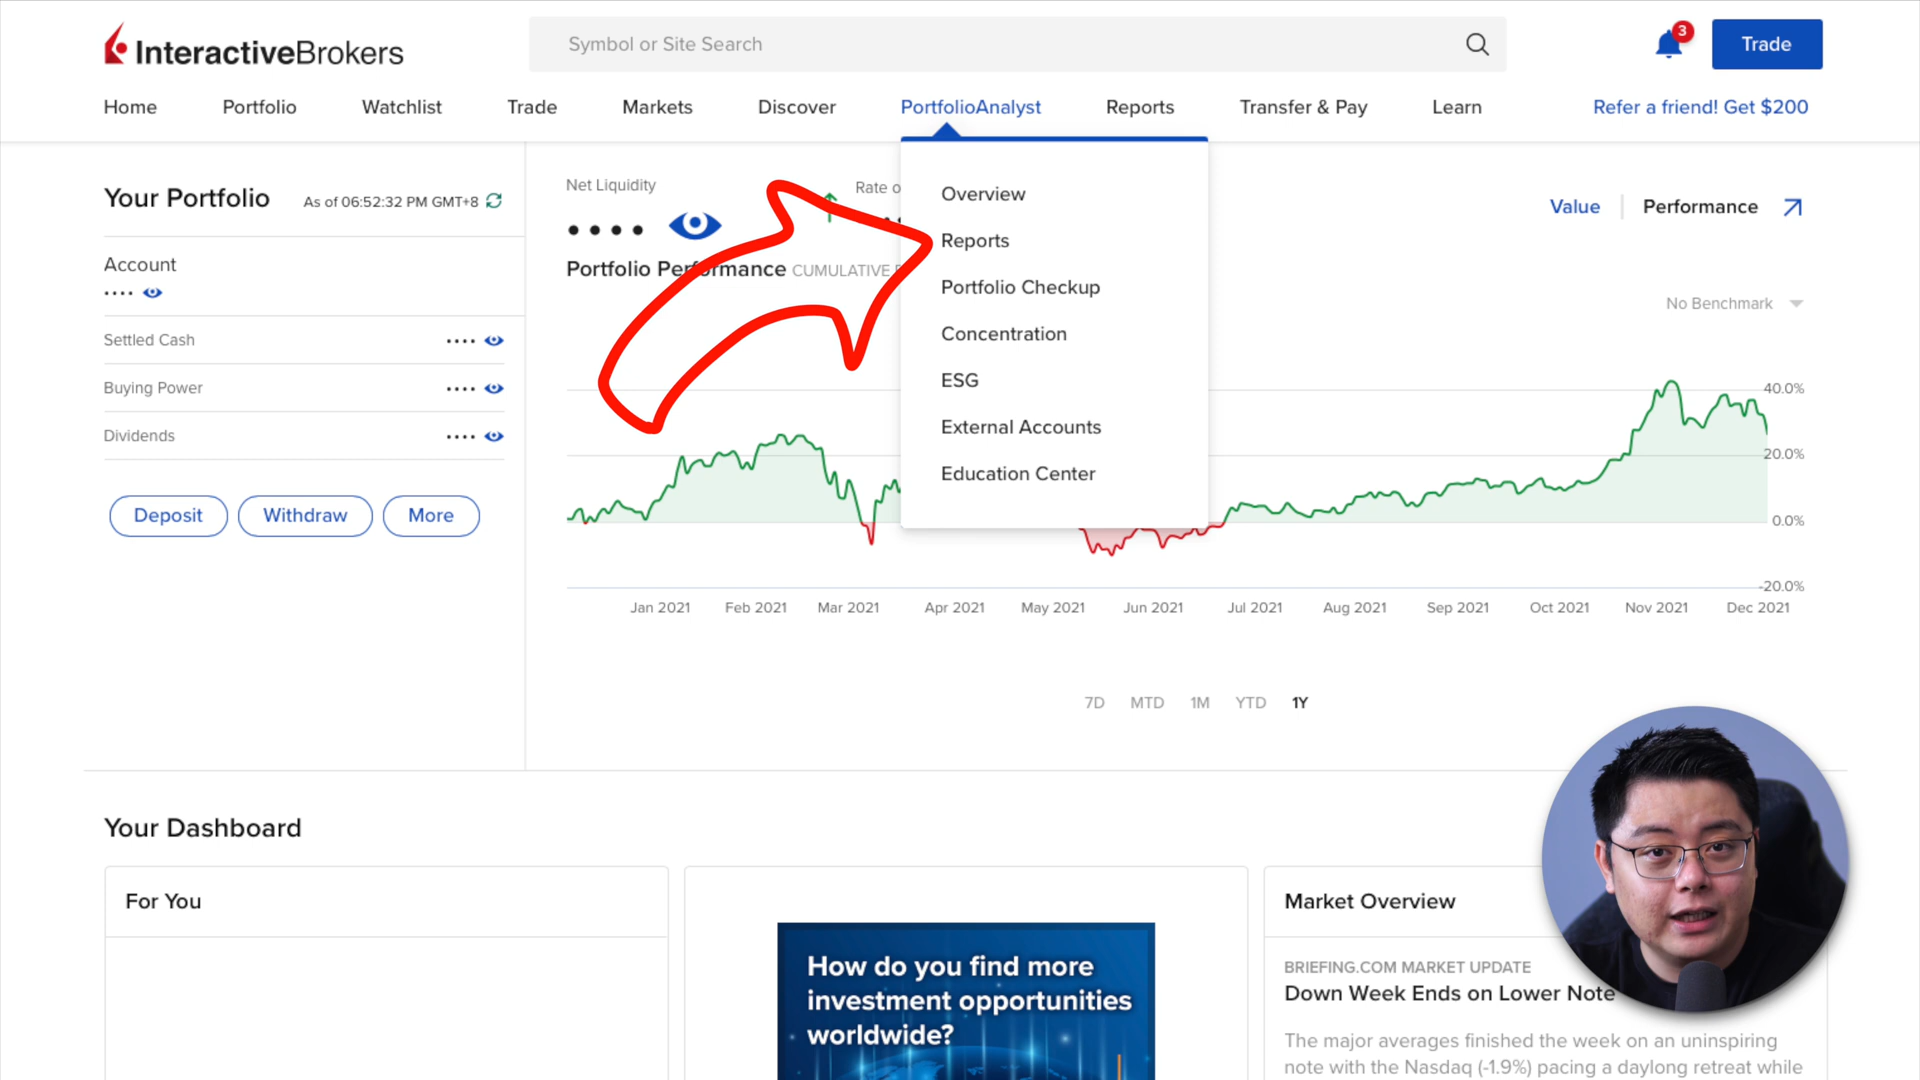 InteractiveBrokers
Symbol or Site Search
3
Trade
Home Portfolio Watchlist Trade Markets Discover PortfolioAnalyst Reports Transfer & Pay Learn Refer a friend! Get $200
Your Portfolio As of 06:52:32 PM GMT+8
Account
Settled Cash
Buying Power
Dividends
Deposit Withdraw More
Net Liquidity
Rate o
Portfolio Performance CUMULATIVE
Overview
Reports
Portfolio Checkup
Concentration
ESG
External Accounts
Education Center
Value Performance
No Benchmark
40.0%
20.0%
0.0%
-20.0%
Jan 2021 Feb 2021 Mar 2021 Apr 2021 May 2021 Jun 2021 Jul 2021 Aug 2021 Sep 2021 Oct 2021 Nov 2021 Dec 2021
7D MTD 1M YTD 1Y
Your Dashboard
For You
How do you find more
investment opportunities
worldwide?
Market Overview
BRIEFING.COM MARKET UPDATE
Down Week Ends on Lower Note
The major averages finished the week on an uninspiring
note with the Nasdaq (-1.9%) pacing a daylong retreat while